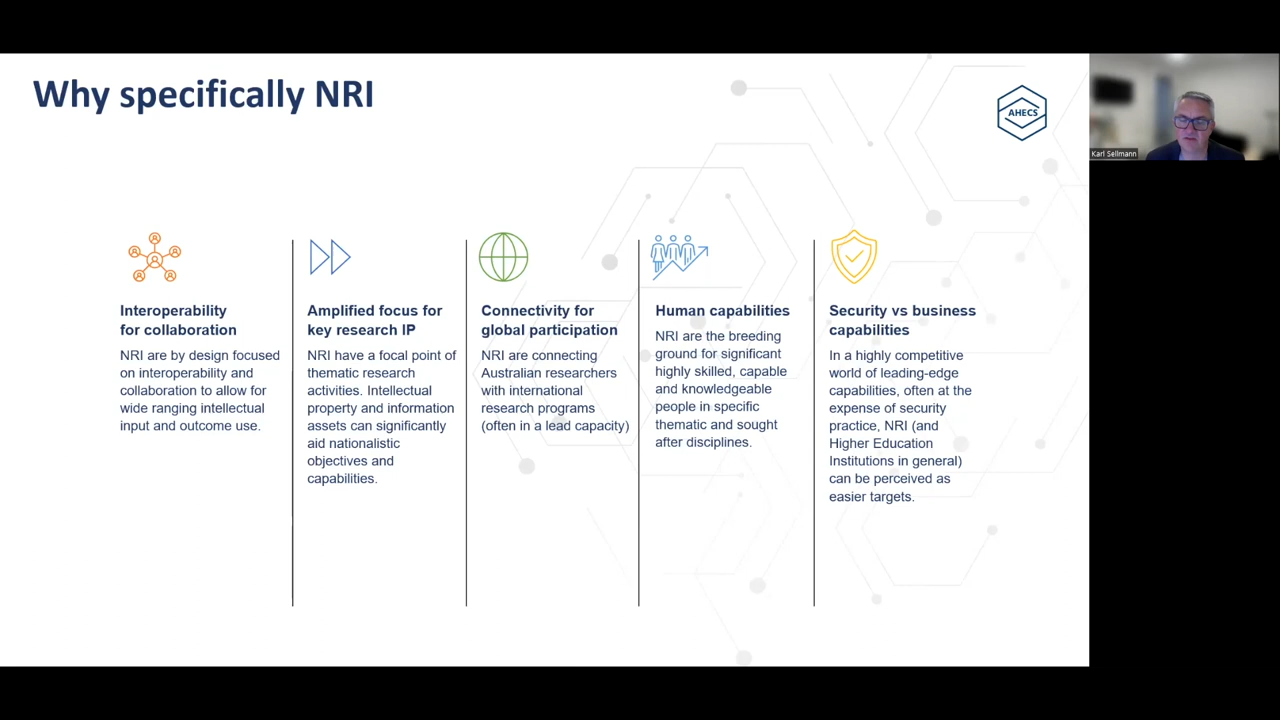 Why specifically NRI
AHECS
Karl Sellmann
Interoperability
for collaboration
NRI are by design focused
on interoperability and
collaboration to allow for
wide ranging intellectual
input and outcome use.
Amplified focus for
key research IP
NRI have a focal point of
thematic research
activities. Intellectual
property and information
assets can significantly
aid nationalistic
objectives and
capabilities.
Connectivity for
global participation
NRI are connecting
Australian researchers
with international
research programs
(often in a lead capacity)
Human capabilities
NRI are the breeding
ground for significant
highly skilled, capable
and knowledgeable
people in specific
thematic and sought
after disciplines.
Security vs business
capabilities
In a highly competitive
world of leading-edge
capabilities, often at the
expense of security
practice, NRI (and
Higher Education
Institutions in general)
can be perceived as
easier targets.